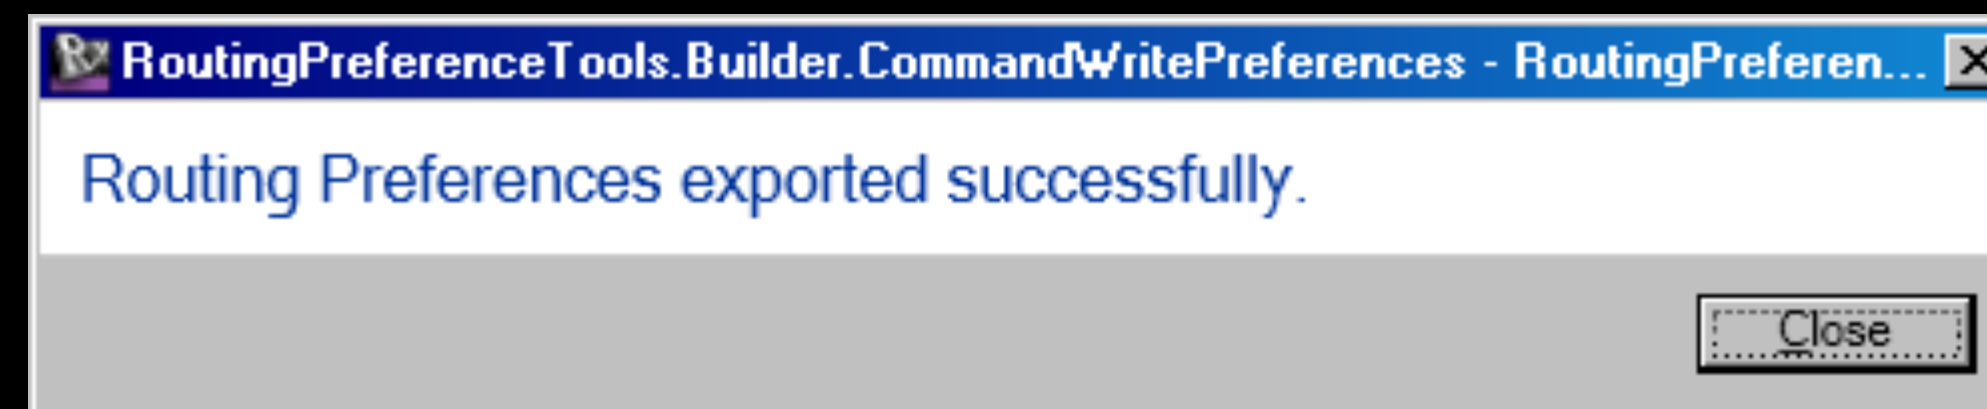 RoutingPreferenceTools.Builder.CommandWritePreferences - RoutingPreferen...
Routing Preferences exported successfully.
Close